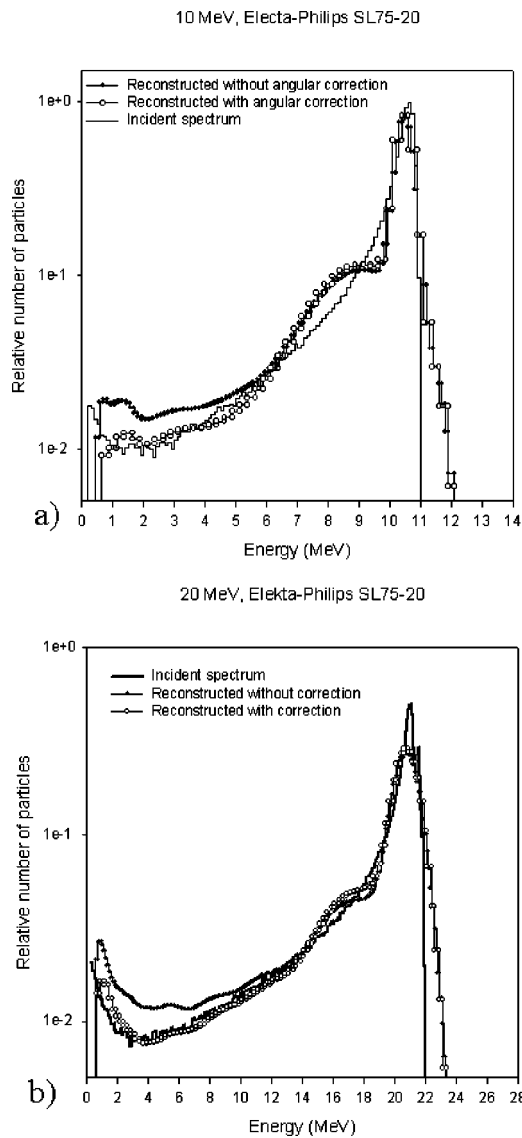 10 MeV, Electa-Philips SL75-20
Reconstructed without angular correction
Reconstructed with angular correction
Incident spectrum
Relative number of particles
1e+0
1e-1
1e-2
0 1 2 3 4 5 6 7 8 9 10 11 12 13 14
Energy (MeV)
a)
20 MeV, Elekta-Philips SL75-20
Incident spectrum
Reconstructed without correction
Reconstructed with correction
Relative number of particles
1e+0
1e-1
1e-2
0 2 4 6 8 10 12 14 16 18 20 22 24 26 28
Energy (MeV)
b)